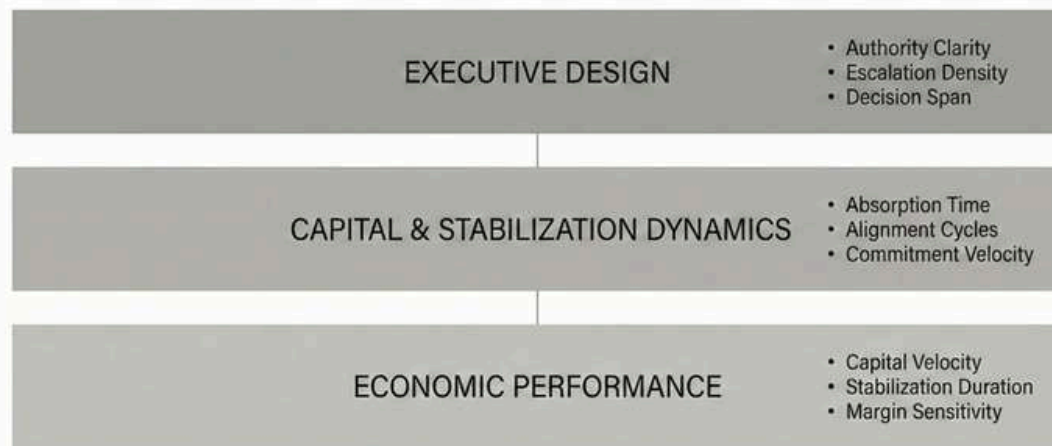 EXECUTIVE DESIGN
• Authority Clarity
• Escalation Density
• Decision Span
CAPITAL & STABILIZATION DYNAMICS
• Absorption Time
• Alignment Cycles
• Commitment Velocity
ECONOMIC PERFORMANCE
• Capital Velocity
• Stabilization Duration
• Margin Sensitivity